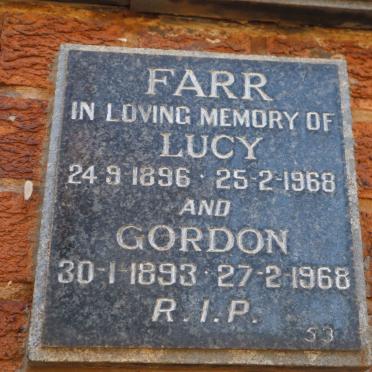 FARR
IN LOVING MEMORY OF
LUCY
24-9-1896 · 25-2-1968
AND
GORDON
30-1-1893 · 27-2-1968
R.I.P.
53